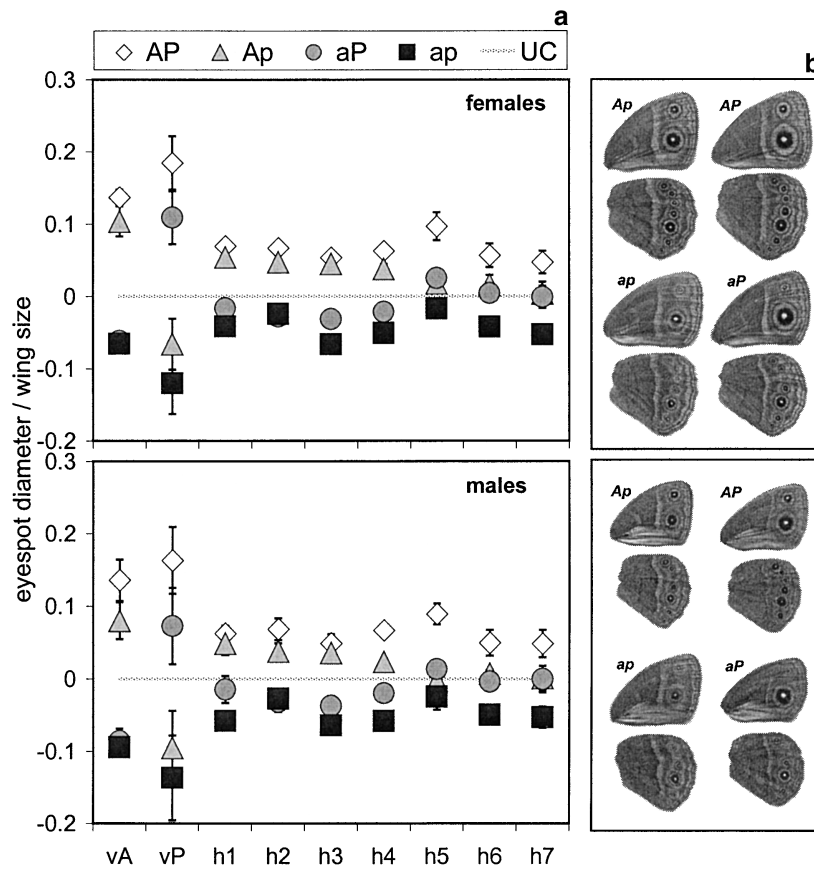 a
AP Ap aP ap UC
b
0.3
0.2
0.1
0
-0.1
-0.2
females
eyespot diameter / wing size
0.3
0.2
0.1
0
-0.1
-0.2
males
vA vP h1 h2 h3 h4 h5 h6 h7
Ap AP
ap aP
Ap AP
ap aP